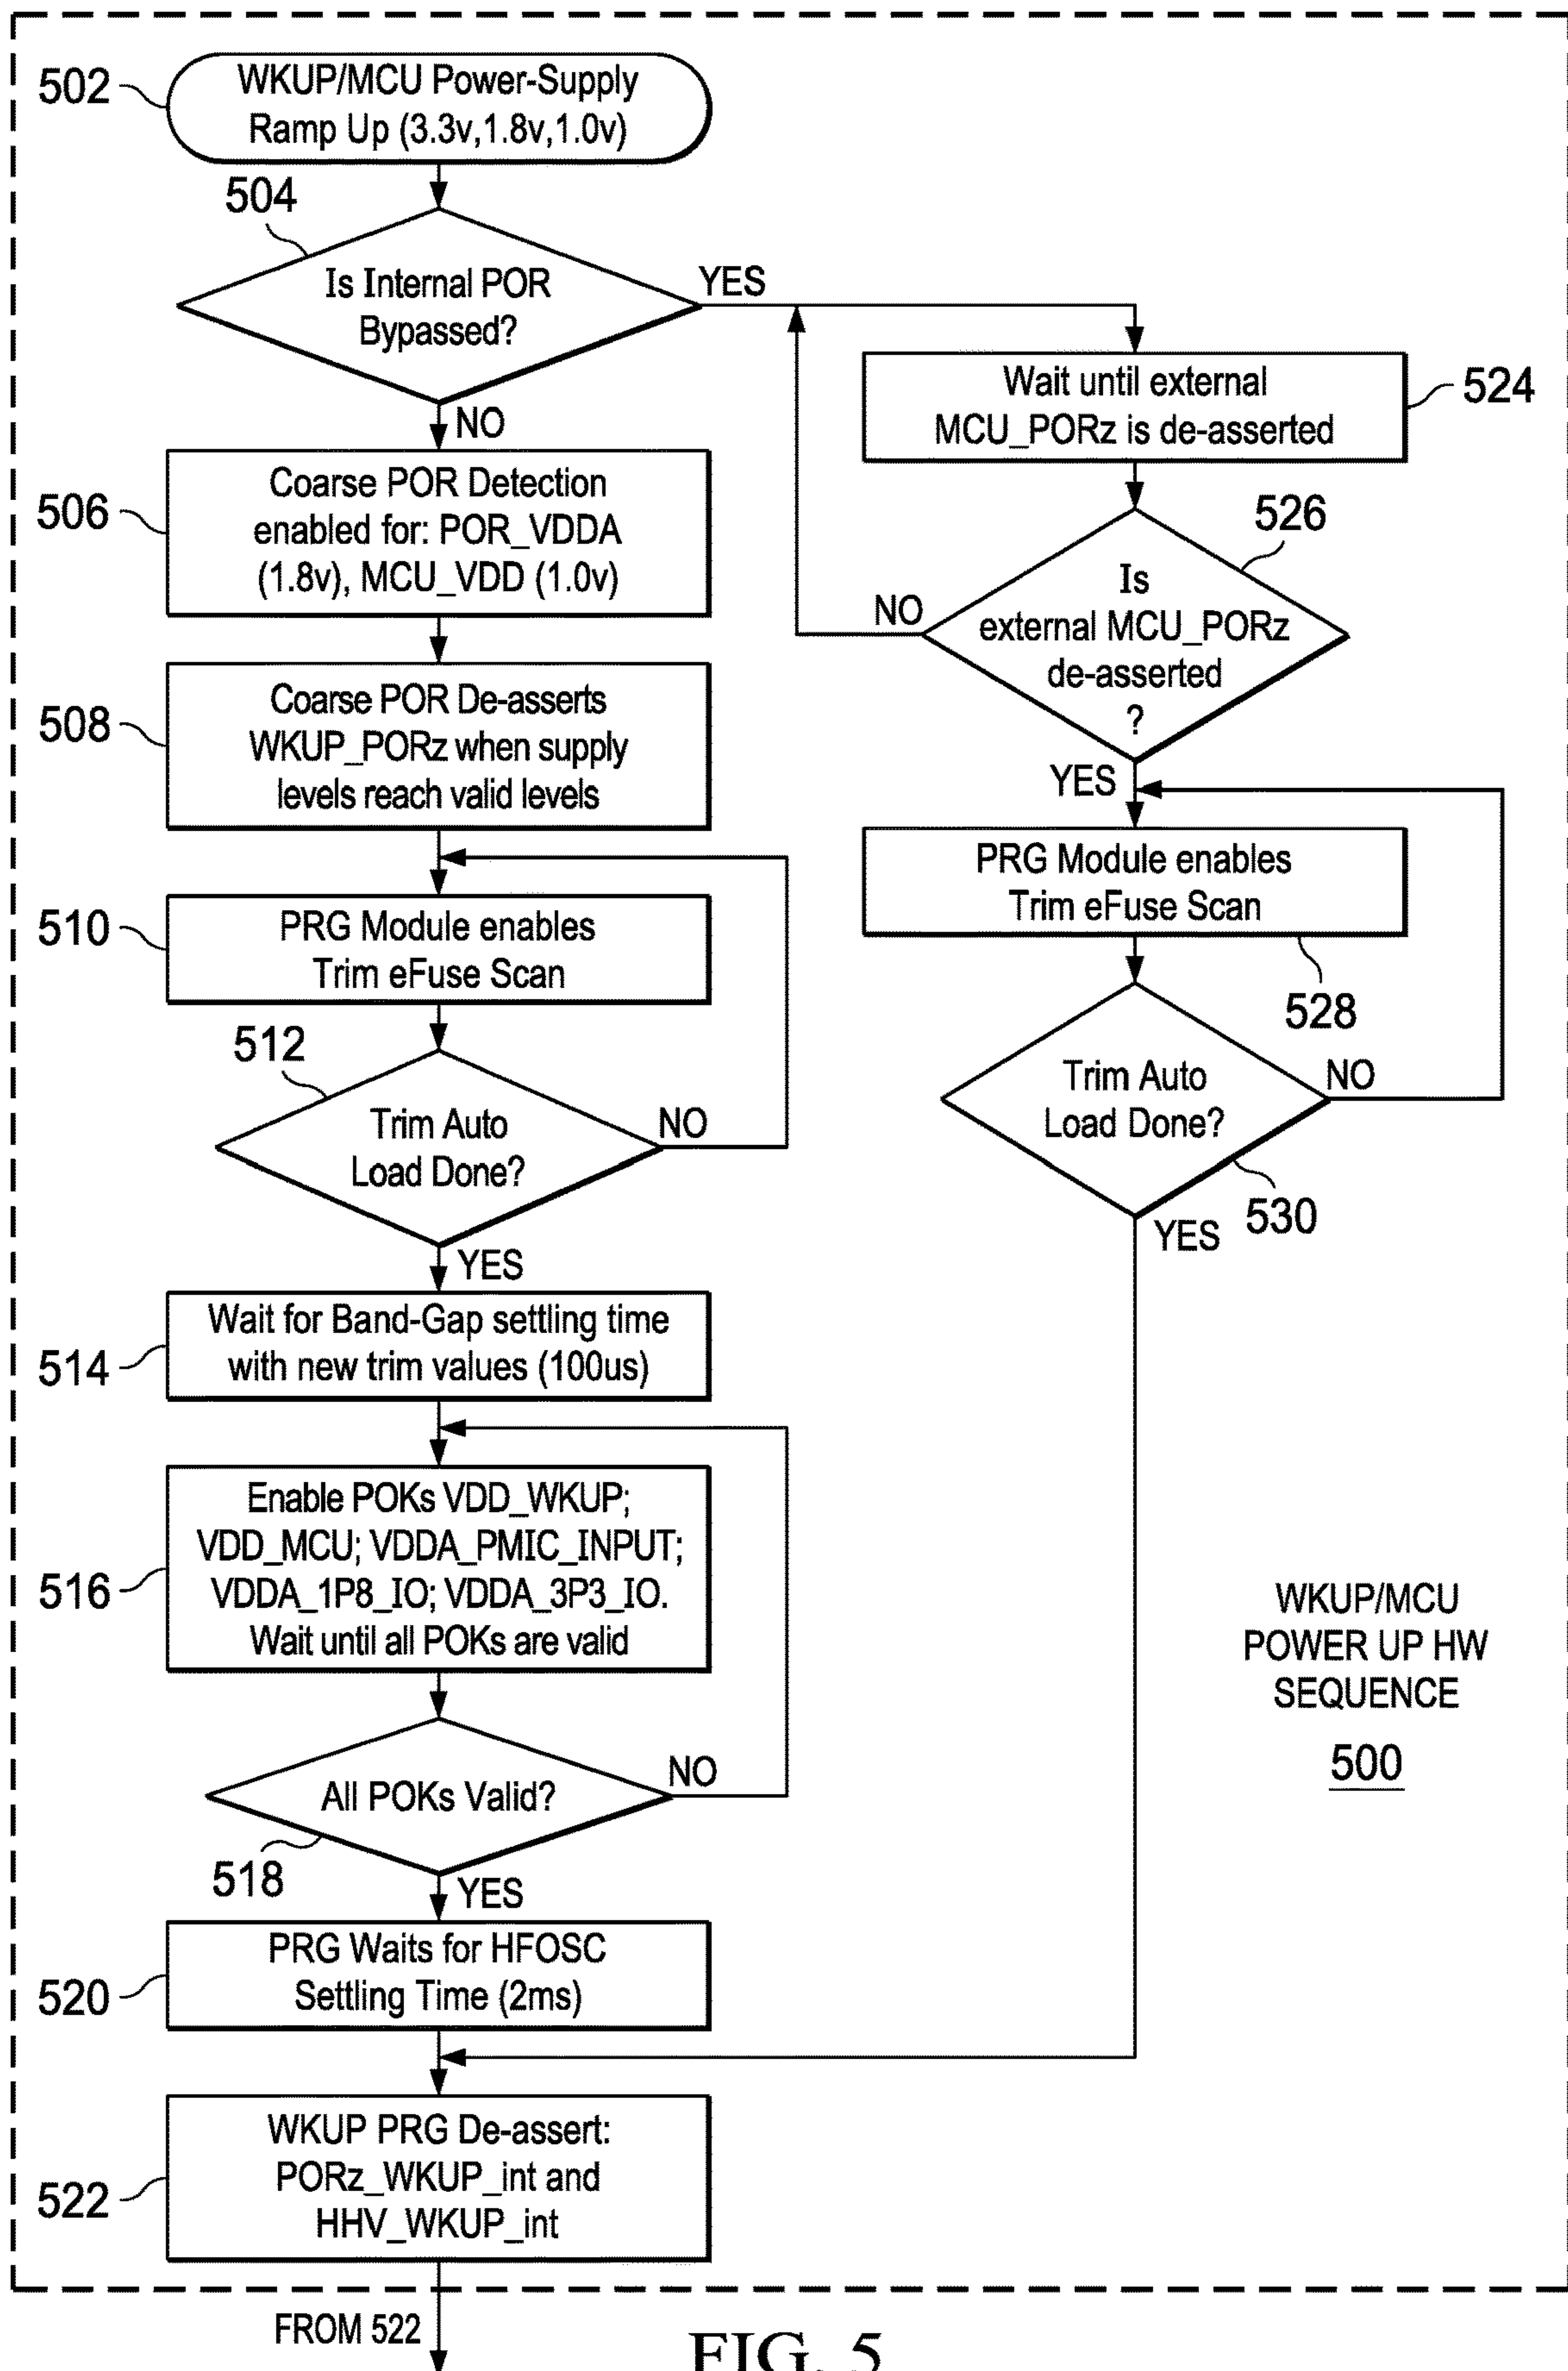 502
WKUP/MCU Power-Supply
Ramp Up (3.3v,1.8v,1.0v)
504
Is Internal POR
Bypassed?
YES
NO
506
Coarse POR Detection
enabled for: POR_VDDA
(1.8v), MCU_VDD (1.0v)
508
Coarse POR De-asserts
WKUP_PORz when supply
levels reach valid levels
510
PRG Module enables
Trim eFuse Scan
512
Trim Auto
Load Done?
NO
YES
514
Wait for Band-Gap settling time
with new trim values (100us)
516
Enable POKs VDD_WKUP;
VDD_MCU; VDDA_PMIC_INPUT;
VDDA_1P8_IO; VDDA_3P3_IO.
Wait until all POKs are valid
All POKs Valid?
NO
518
YES
520
PRG Waits for HFOSC
Settling Time (2ms)
522
WKUP PRG De-assert:
PORz_WKUP_int and
HHV_WKUP_int
Wait until external
MCU_PORz is de-asserted
524
526
Is
external MCU_PORz
de-asserted
?
NO
YES
PRG Module enables
Trim eFuse Scan
528
Trim Auto
Load Done?
NO
530
YES
WKUP/MCU
POWER UP HW
SEQUENCE
500
FROM 522
FIG. 5